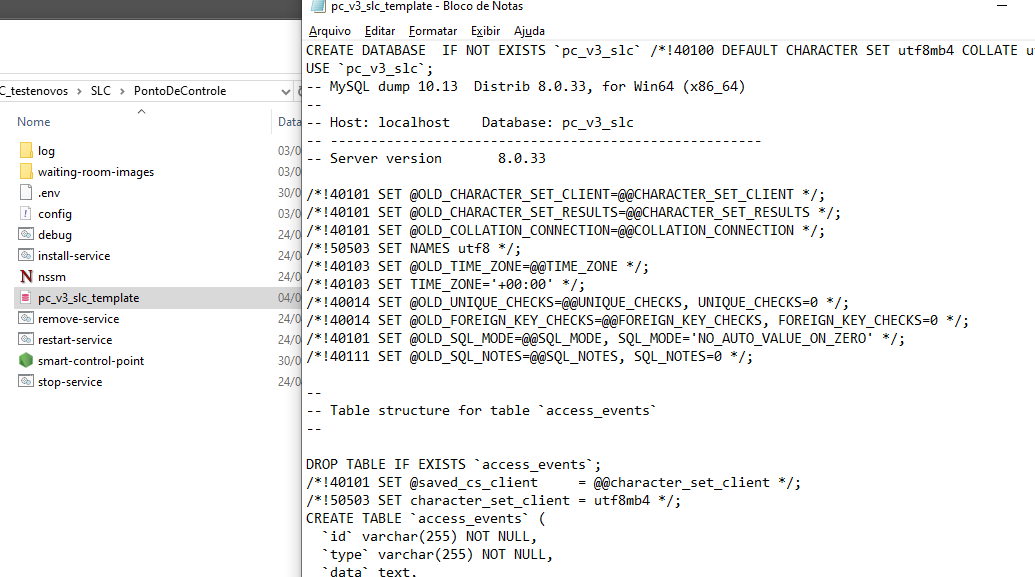 pc_v3_slc_template - Bloco de Notas
Arquivo Editar Formatar Exibir Ajuda
C_testenovos > SLC > PontoDeControle
Nome Data
log 03/0
waiting-room-images 03/0
.env 30/0
config 03/0
debug 24/0
install-service 24/0
nssm 24/0
pc_v3_slc_template 04/0
remove-service 24/0
restart-service 24/0
smart-control-point 30/0
stop-service 24/0
CREATE DATABASE  IF NOT EXISTS `pc_v3_slc` /*!40100 DEFAULT CHARACTER SET utf8mb4 COLLATE u
USE `pc_v3_slc`;
-- MySQL dump 10.13  Distrib 8.0.33, for Win64 (x86_64)
--
-- Host: localhost    Database: pc_v3_slc
-- ------------------------------------------------------
-- Server version       8.0.33
/*!40101 SET @OLD_CHARACTER_SET_CLIENT=@@CHARACTER_SET_CLIENT */;
/*!40101 SET @OLD_CHARACTER_SET_RESULTS=@@CHARACTER_SET_RESULTS */;
/*!40101 SET @OLD_COLLATION_CONNECTION=@@COLLATION_CONNECTION */;
/*!50503 SET NAMES utf8 */;
/*!40103 SET @OLD_TIME_ZONE=@@TIME_ZONE */;
/*!40103 SET TIME_ZONE='+00:00' */;
/*!40014 SET @OLD_UNIQUE_CHECKS=@@UNIQUE_CHECKS, UNIQUE_CHECKS=0 */;
/*!40014 SET @OLD_FOREIGN_KEY_CHECKS=@@FOREIGN_KEY_CHECKS, FOREIGN_KEY_CHECKS=0 */;
/*!40101 SET @OLD_SQL_MODE=@@SQL_MODE, SQL_MODE='NO_AUTO_VALUE_ON_ZERO' */;
/*!40111 SET @OLD_SQL_NOTES=@@SQL_NOTES, SQL_NOTES=0 */;
--
-- Table structure for table `access_events`
--
DROP TABLE IF EXISTS `access_events`;
/*!40101 SET @saved_cs_client     = @@character_set_client */;
/*!50503 SET character_set_client = utf8mb4 */;
CREATE TABLE `access_events` (
  `id` varchar(255) NOT NULL,
  `type` varchar(255) NOT NULL,
  `data` text,